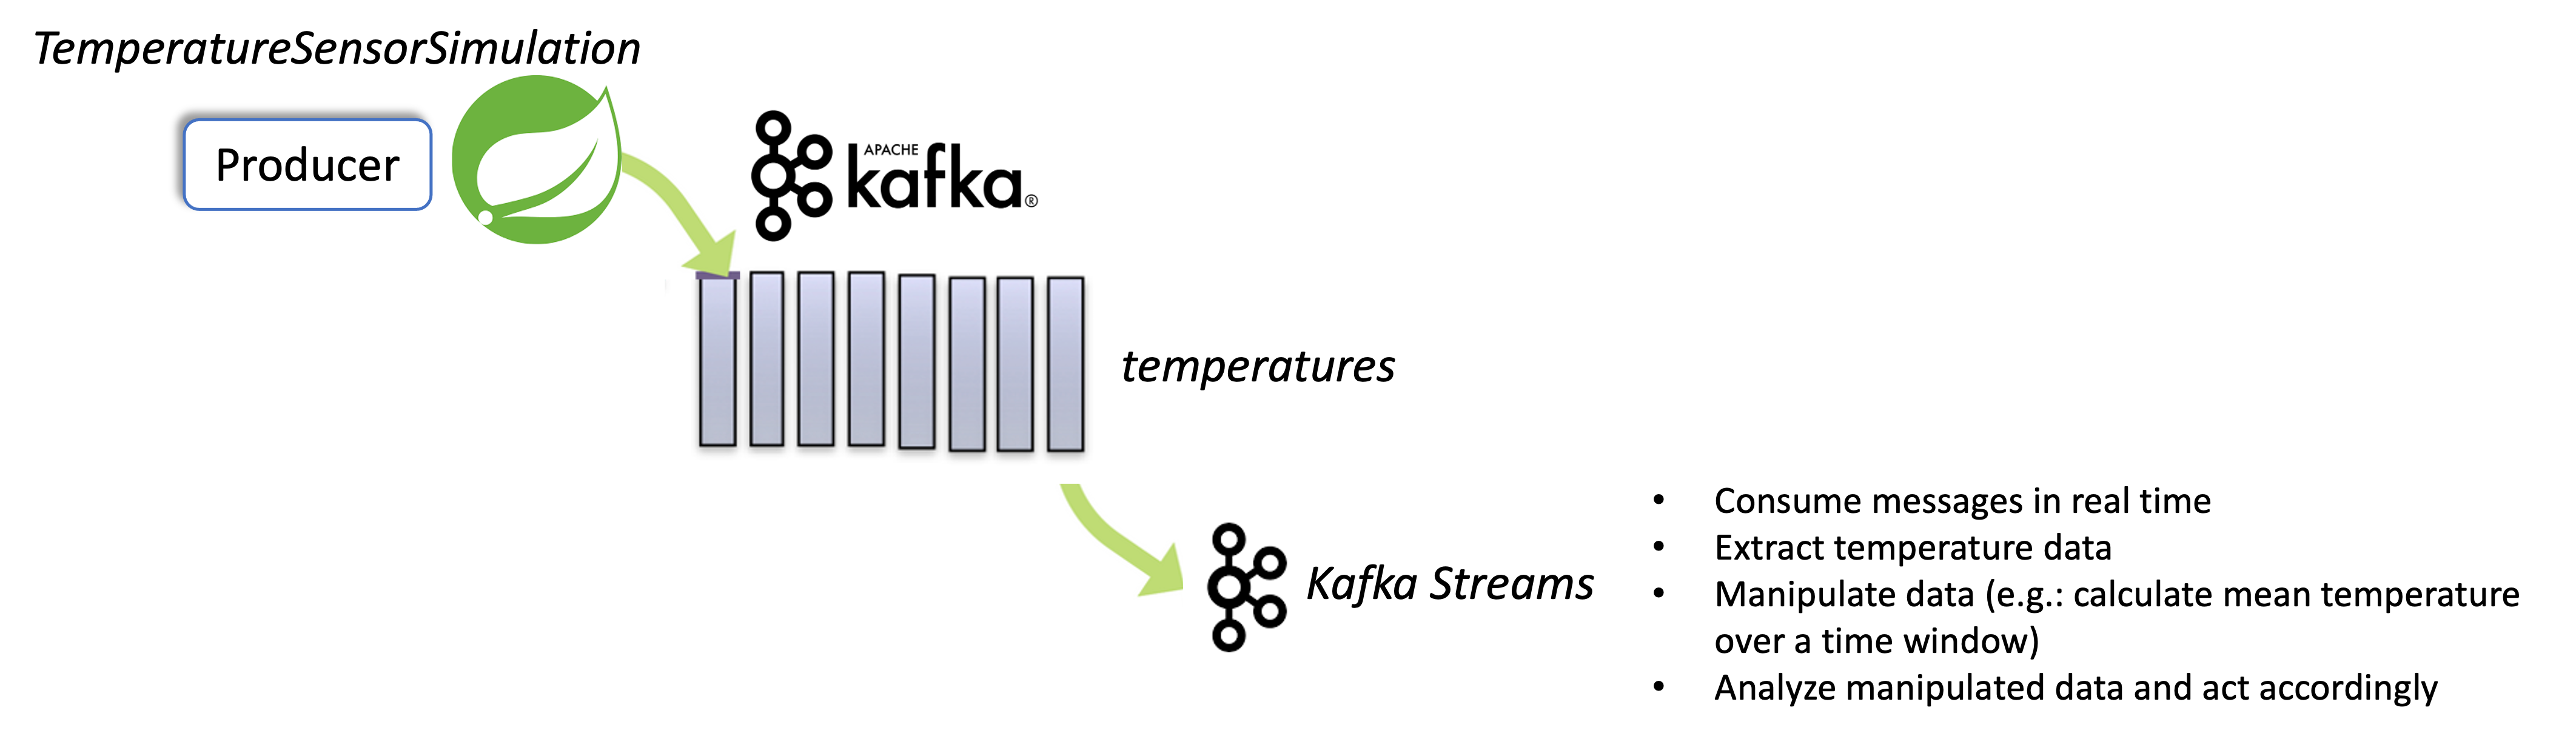 TemperatureSensorSimulation
Producer
APACHE
kafka®
temperatures
Kafka Streams
• Consume messages in real time
• Extract temperature data
• Manipulate data (e.g.: calculate mean temperature
over a time window)
• Analyze manipulated data and act accordingly